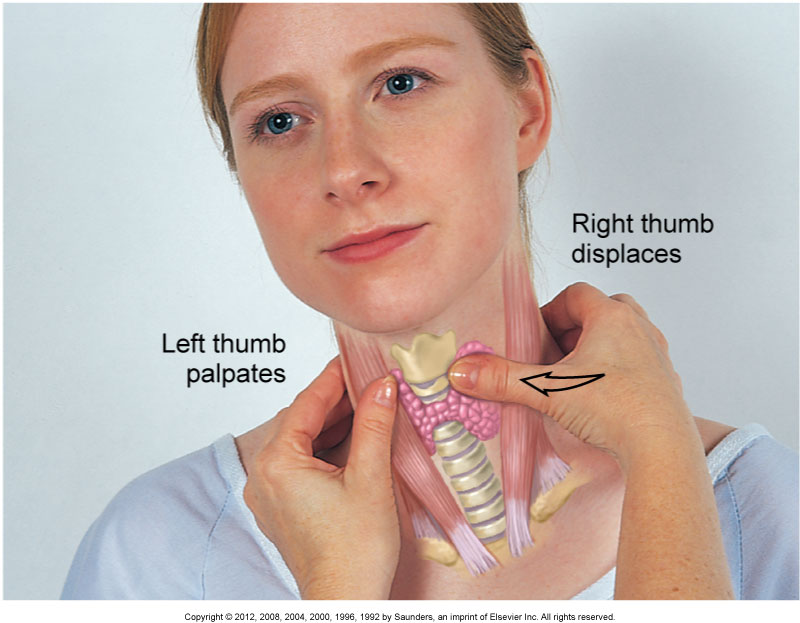 Right thumb
displaces
Left thumb
palpates
Copyright © 2012, 2008, 2004, 2000, 1996, 1992 by Saunders, an imprint of Elsevier Inc. All rights reserved.